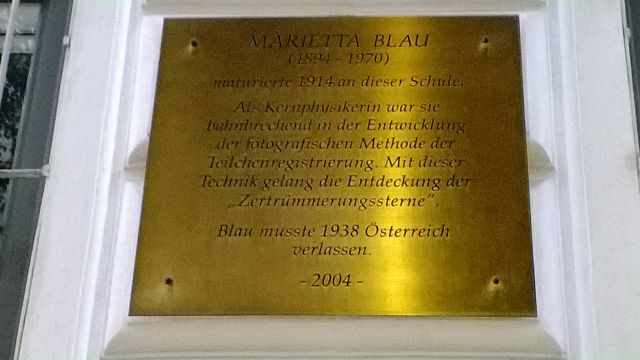 MARIETTA BLAU
(1894 - 1970)
maturierte 1914 an dieser Schule.
Als Kernphysikerin war sie
bahnbrechend in der Entwicklung
der fotografischen Methode der
Teilchenregistrierung. Mit dieser
Technik gelang die Entdeckung der
„Zertrümmerungssterne“.
Blau musste 1938 Österreich
verlassen.
- 2004 -